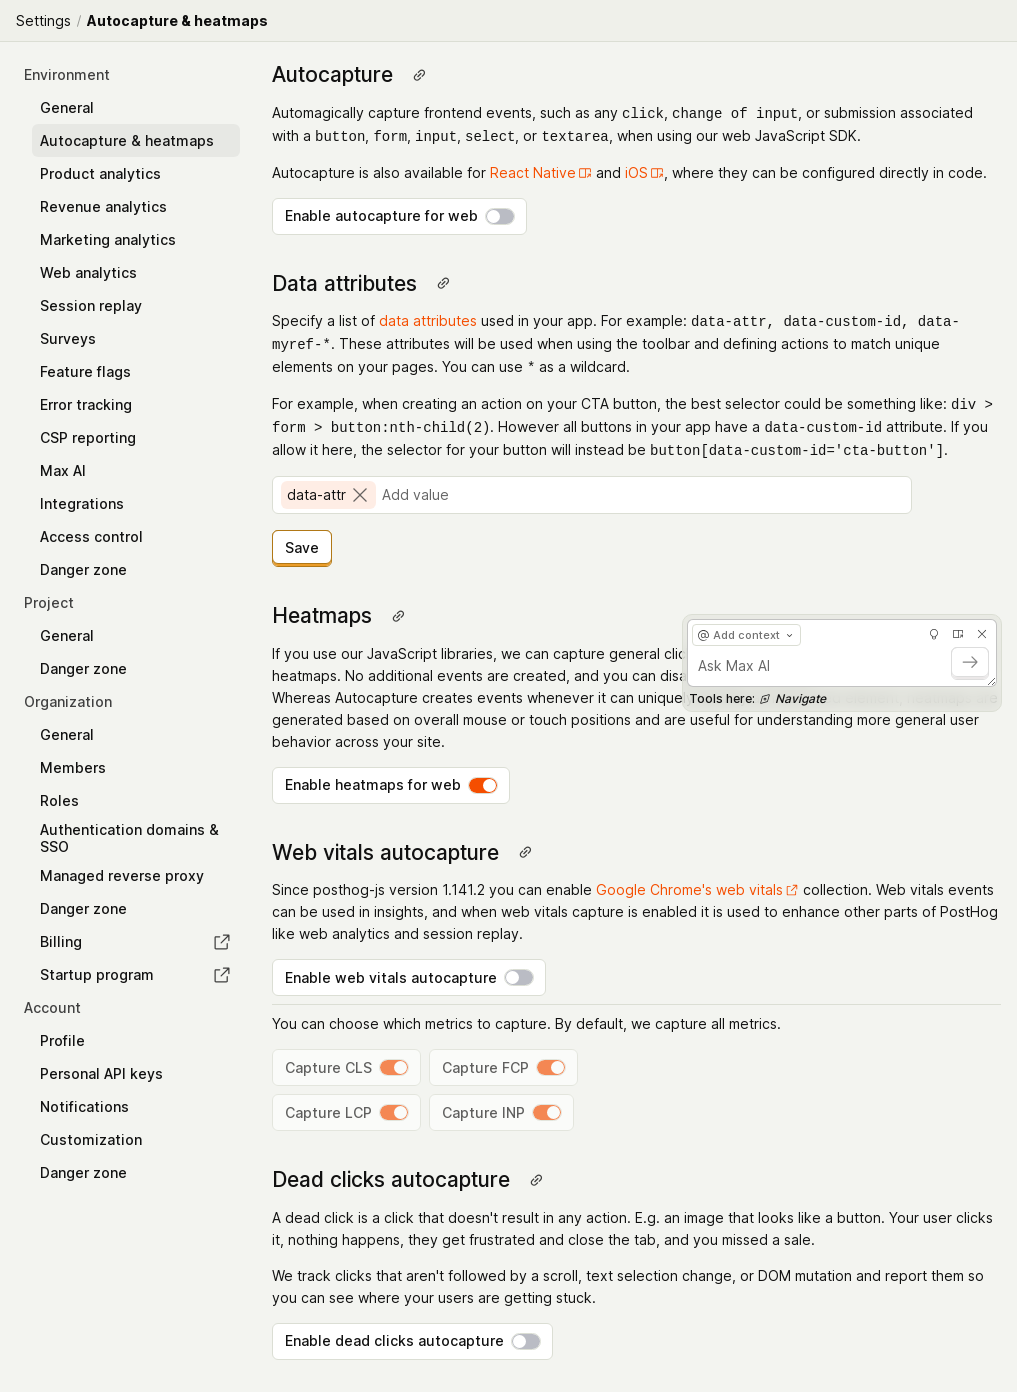 Settings / Autocapture & heatmaps
Environment
General
Autocapture & heatmaps
Product analytics
Revenue analytics
Marketing analytics
Web analytics
Session replay
Surveys
Feature flags
Error tracking
CSP reporting
Max AI
Integrations
Access control
Danger zone
Project
General
Danger zone
Organization
General
Members
Roles
Authentication domains &
SSO
Managed reverse proxy
Danger zone
Billing
Startup program
Account
Profile
Personal API keys
Notifications
Customization
Danger zone
Autocapture
Automagically capture frontend events, such as any click, change of input, or submission associated
with a button, form, input, select, or textarea, when using our web JavaScript SDK.
Autocapture is also available for React Native and iOS, where they can be configured directly in code.
Enable autocapture for web
Data attributes
Specify a list of data attributes used in your app. For example: data-attr, data-custom-id, data-
myref-*. These attributes will be used when using the toolbar and defining actions to match unique
elements on your pages. You can use * as a wildcard.
For example, when creating an action on your CTA button, the best selector could be something like: div >
form > button:nth-child(2). However all buttons in your app have a data-custom-id attribute. If you
allow it here, the selector for your button will instead be button[data-custom-id='cta-button'].
data-attr Add value
Save
Heatmaps
If you use our JavaScript libraries, we can capture general
heatmaps. No additional events are created, and you can
Whereas Autocapture creates events whenever it can
generated based on overall mouse or touch positions and are useful for understanding more general user
behavior across your site.
@ Add context
Ask Max AI
Tools here: Navigate
Enable heatmaps for web
Web vitals autocapture
Since posthog-js version 1.141.2 you can enable Google Chrome's web vitals collection. Web vitals events
can be used in insights, and when web vitals capture is enabled it is used to enhance other parts of PostHog
like web analytics and session replay.
Enable web vitals autocapture
You can choose which metrics to capture. By default, we capture all metrics.
Capture CLS Capture FCP
Capture LCP Capture INP
Dead clicks autocapture
A dead click is a click that doesn't result in any action. E.g. an image that looks like a button. Your user clicks
it, nothing happens, they get frustrated and close the tab, and you missed a sale.
We track clicks that aren't followed by a scroll, text selection change, or DOM mutation and report them so
you can see where your users are getting stuck.
Enable dead clicks autocapture